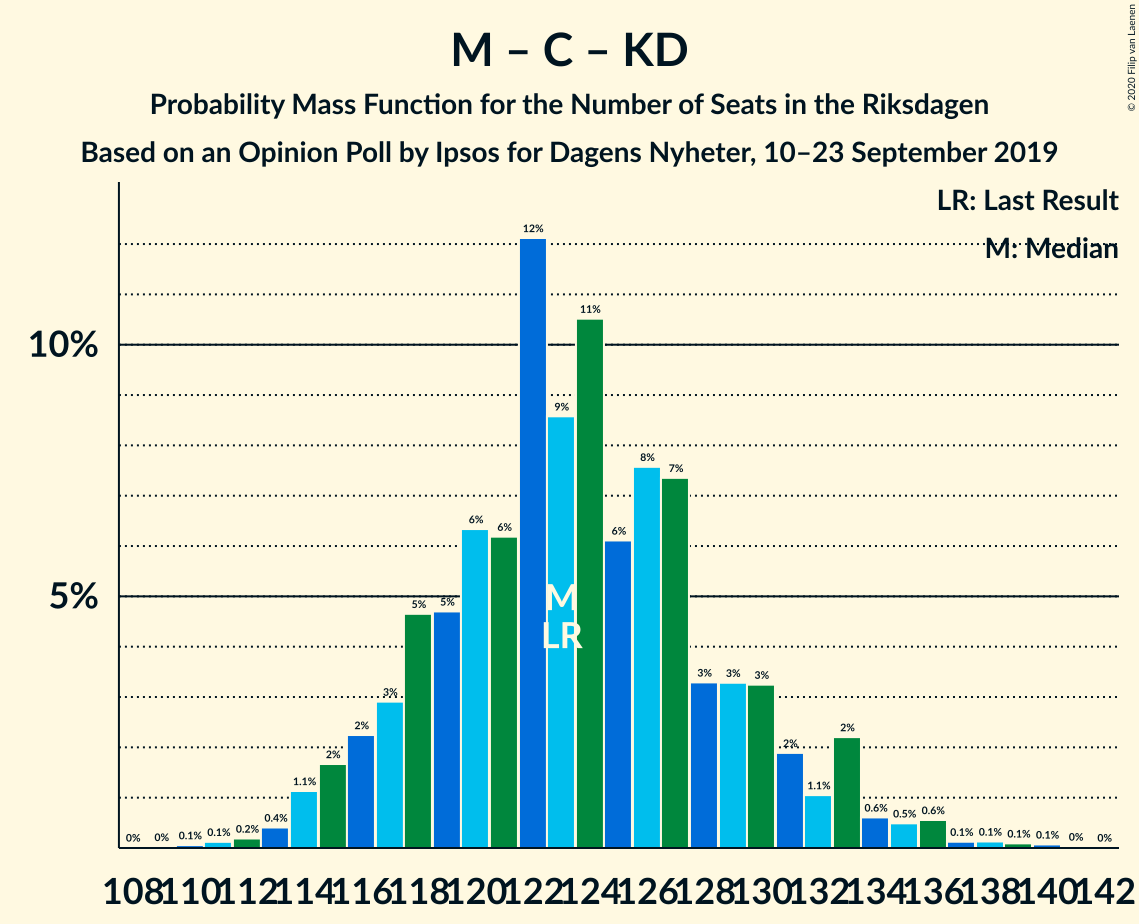 M – C – KD
Probability Mass Function for the Number of Seats in the Riksdagen
Based on an Opinion Poll by Ipsos for Dagens Nyheter, 10–23 September 2019
© 2020 Filip van Laenen
LR: Last Result
M: Median
10%
5%
0% 0% 0.1% 0.1% 0.2% 0.4% 1.1% 2% 2% 3% 5% 5% 6% 6% 12% 9% 11% 6% 8% 7% 3% 3% 3% 2% 1.1% 2% 0.6% 0.5% 0.6% 0.1% 0.1% 0.1% 0.1% 0% 0%
M
LR
108 110 112 114 116 118 120 122 124 126 128 130 132 134 136 138 140 142